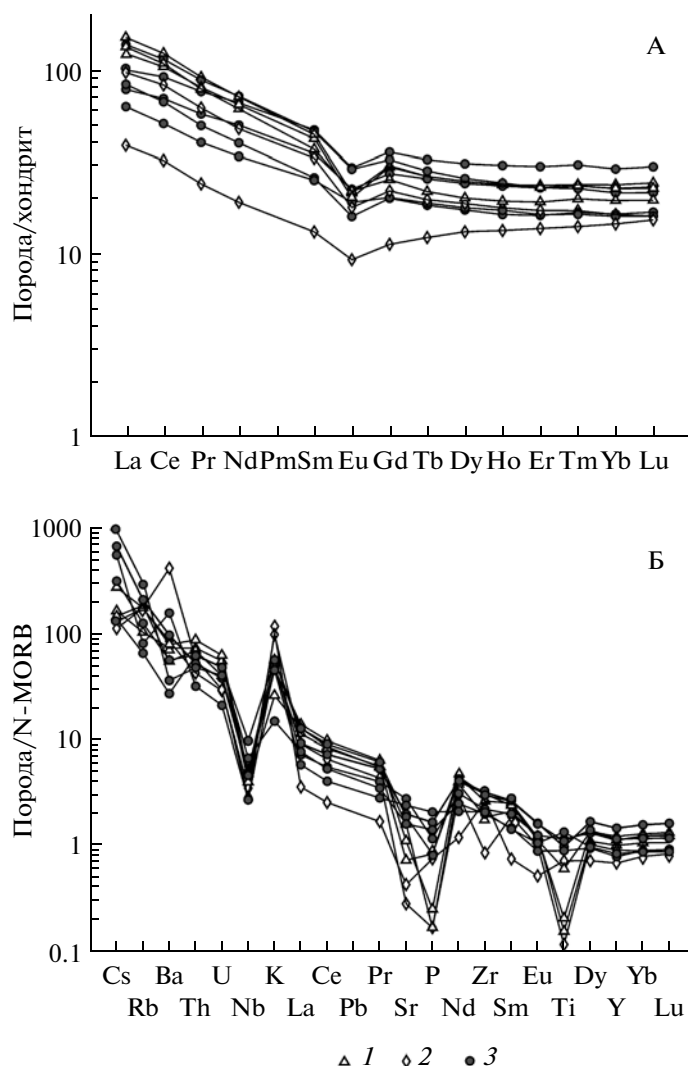 А
100
10
1
Порода/хондрит
La Ce Pr Nd Pm Sm Eu Gd Tb Dy Ho Er Tm Yb Lu
Б
1000
100
10
1
0.1
Порода/N-MORB
Cs Ba U K Ce Pr P Zr Eu Dy Yb
Rb Th Nb La Pb Sr Nd Sm Ti Y Lu
1 2 3